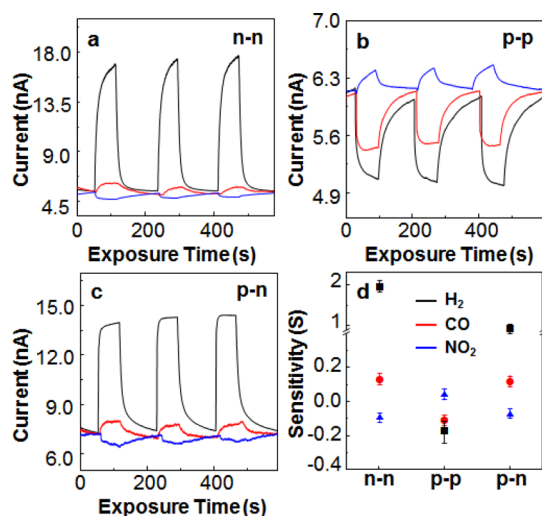 a n-n
18.0
13.5
9.0
4.5
Current (nA)
0 200 400
Exposure Time (s)
b p-p
7.0
6.3
5.6
4.9
Current (nA)
0 200 400
Exposure Time (s)
c p-n
15.0
12.0
9.0
6.0
Current (nA)
0 200 400
Exposure Time (s)
d
H2
CO
NO2
2
1
0.2
0.0
-0.2
-0.4
Sensitivity (S)
n-n p-p p-n